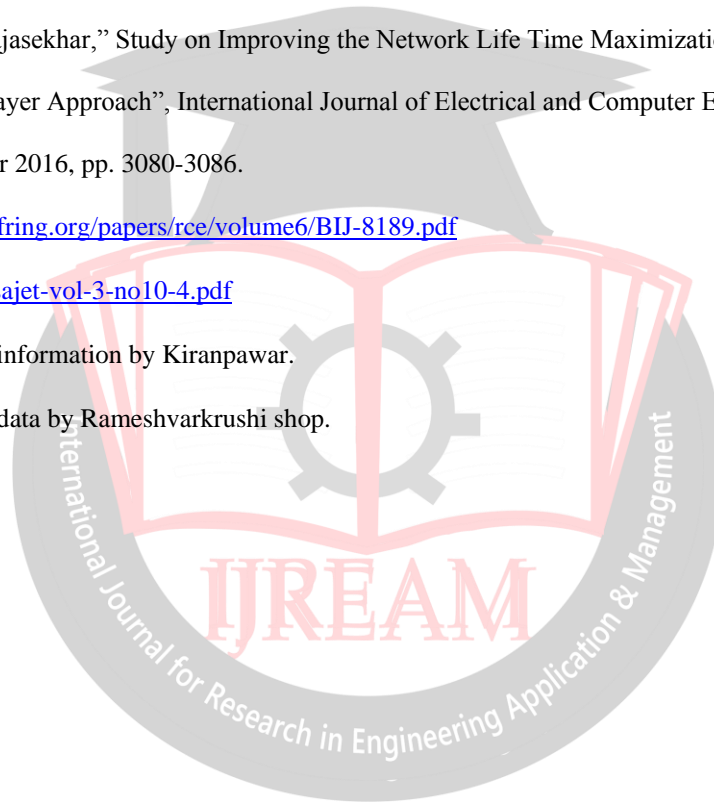 jasekhar,” Study on Improving the Network Life Time Maximizatio
ayer Approach”, International Journal of Electrical and Computer E
r 2016, pp. 3080-3086.
fring.org/papers/rce/volume6/BIJ-8189.pdf
ajet-vol-3-no10-4.pdf
information by Kiranpawar.
data by Rameshvarkrushi shop.
IJREAM
International Journal for Research in Engineering Application & Management